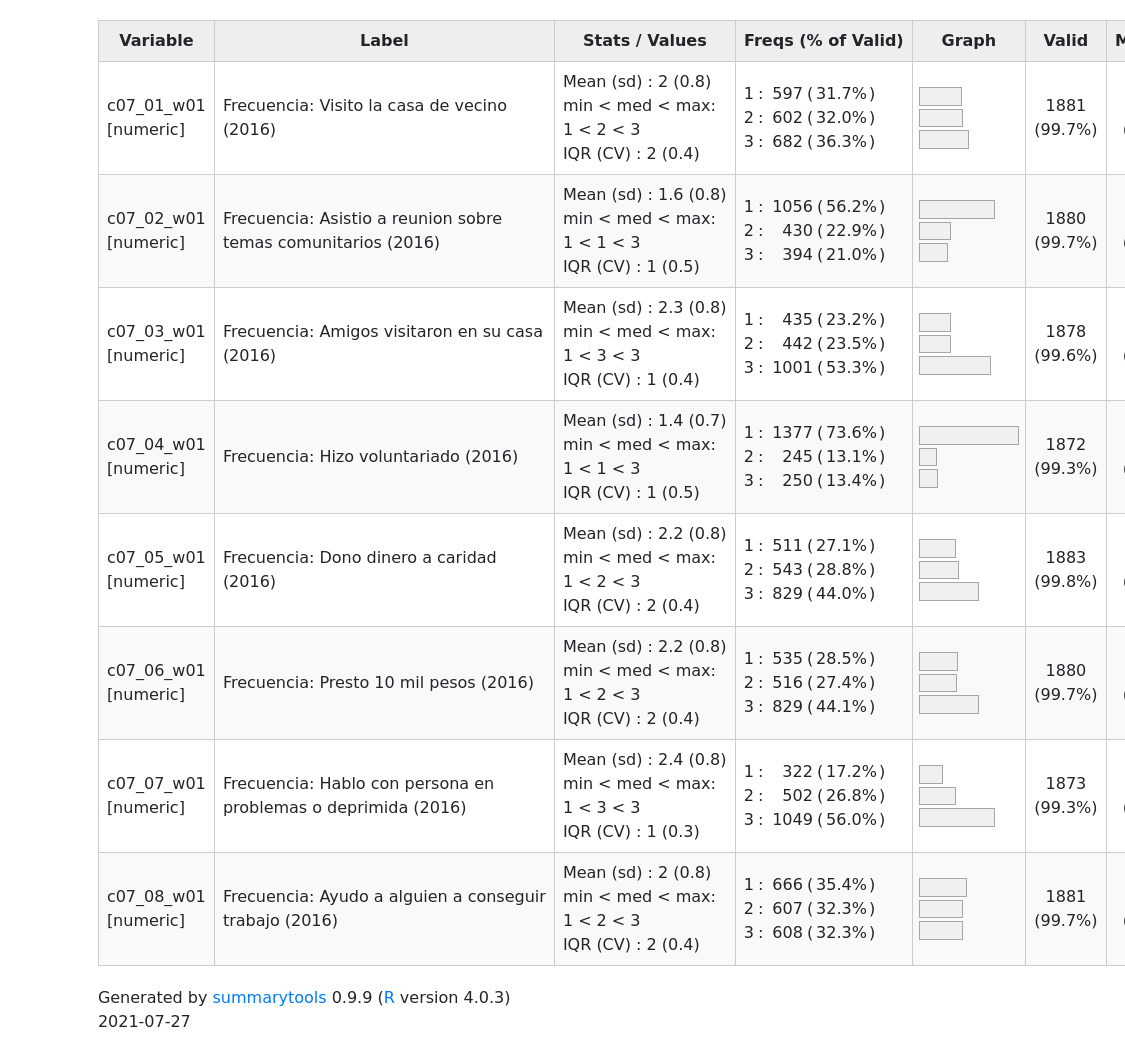 Variable Label Stats / Values Freqs (% of Valid) Graph Valid M
c07_01_w01
[numeric]
Frecuencia: Visito la casa de vecino
(2016)
Mean (sd) : 2 (0.8)
min < med < max:
1 < 2 < 3
IQR (CV) : 2 (0.4)
1 : 597 ( 31.7% )
2 : 602 ( 32.0% )
3 : 682 ( 36.3% )
1881
(99.7%)
(
c07_02_w01
[numeric]
Frecuencia: Asistio a reunion sobre
temas comunitarios (2016)
Mean (sd) : 1.6 (0.8)
min < med < max:
1 < 1 < 3
IQR (CV) : 1 (0.5)
1 : 1056 ( 56.2% )
2 : 430 ( 22.9% )
3 : 394 ( 21.0% )
1880
(99.7%)
(
c07_03_w01
[numeric]
Frecuencia: Amigos visitaron en su casa
(2016)
Mean (sd) : 2.3 (0.8)
min < med < max:
1 < 3 < 3
IQR (CV) : 1 (0.4)
1 : 435 ( 23.2% )
2 : 442 ( 23.5% )
3 : 1001 ( 53.3% )
1878
(99.6%)
(
c07_04_w01
[numeric]
Frecuencia: Hizo voluntariado (2016)
Mean (sd) : 1.4 (0.7)
min < med < max:
1 < 1 < 3
IQR (CV) : 1 (0.5)
1 : 1377 ( 73.6% )
2 : 245 ( 13.1% )
3 : 250 ( 13.4% )
1872
(99.3%)
(
c07_05_w01
[numeric]
Frecuencia: Dono dinero a caridad
(2016)
Mean (sd) : 2.2 (0.8)
min < med < max:
1 < 2 < 3
IQR (CV) : 2 (0.4)
1 : 511 ( 27.1% )
2 : 543 ( 28.8% )
3 : 829 ( 44.0% )
1883
(99.8%)
(
c07_06_w01
[numeric]
Frecuencia: Presto 10 mil pesos (2016)
Mean (sd) : 2.2 (0.8)
min < med < max:
1 < 2 < 3
IQR (CV) : 2 (0.4)
1 : 535 ( 28.5% )
2 : 516 ( 27.4% )
3 : 829 ( 44.1% )
1880
(99.7%)
(
c07_07_w01
[numeric]
Frecuencia: Hablo con persona en
problemas o deprimida (2016)
Mean (sd) : 2.4 (0.8)
min < med < max:
1 < 3 < 3
IQR (CV) : 1 (0.3)
1 : 322 ( 17.2% )
2 : 502 ( 26.8% )
3 : 1049 ( 56.0% )
1873
(99.3%)
(
c07_08_w01
[numeric]
Frecuencia: Ayudo a alguien a conseguir
trabajo (2016)
Mean (sd) : 2 (0.8)
min < med < max:
1 < 2 < 3
IQR (CV) : 2 (0.4)
1 : 666 ( 35.4% )
2 : 607 ( 32.3% )
3 : 608 ( 32.3% )
1881
(99.7%)
(
Generated by summarytools 0.9.9 (R version 4.0.3)
2021-07-27